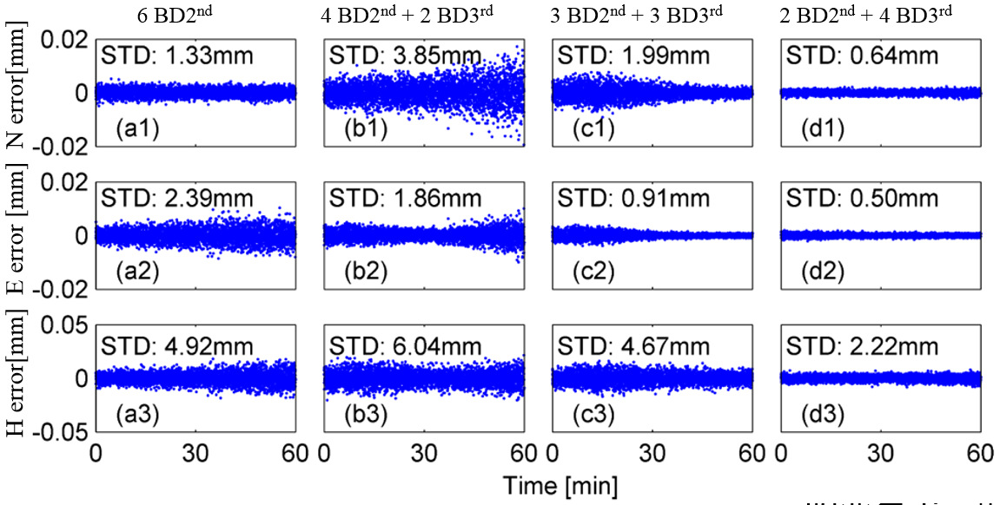 6 BD2nd 4 BD2nd + 2 BD3rd 3 BD2nd + 3 BD3rd 2 BD2nd + 4 BD3rd
N error[mm]
0.02
0
-0.02
STD: 1.33mm STD: 3.85mm STD: 1.99mm STD: 0.64mm
(a1) (b1) (c1) (d1)
E error [mm]
0.02
0
-0.02
STD: 2.39mm STD: 1.86mm STD: 0.91mm STD: 0.50mm
(a2) (b2) (c2) (d2)
H error[mm]
0.05
0
-0.05
STD: 4.92mm STD: 6.04mm STD: 4.67mm STD: 2.22mm
(a3) (b3) (c3) (d3)
0 30 60 0 30 60 0 30 60 0 30 60
Time [min]